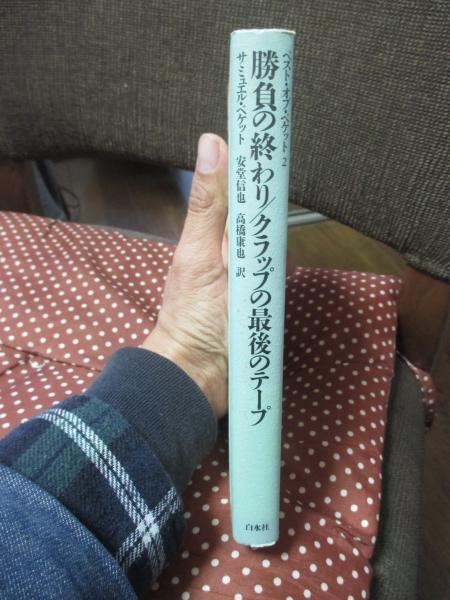 ベスト・オブ・ベケット 2
勝負の終わり/クラップの最後のテープ
サミュエル・ベケット 安堂信也 高橋康也 訳
白水社